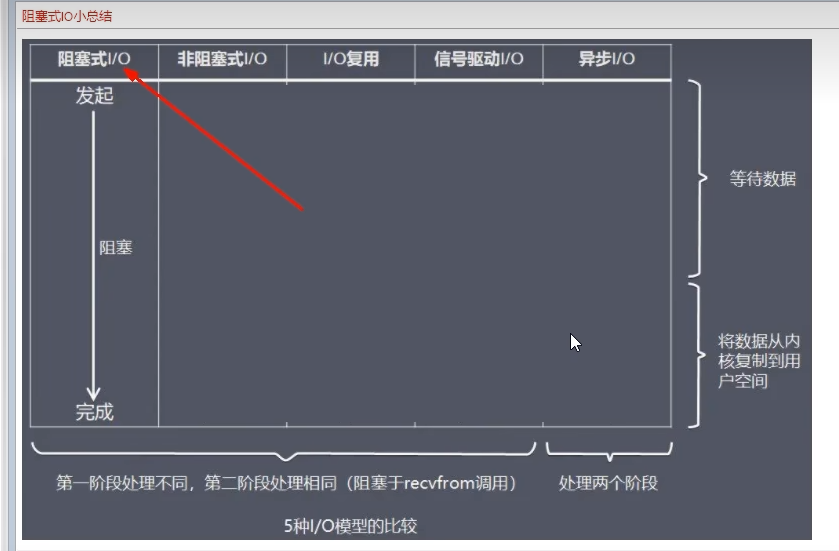 阻塞式IO小总结
阻塞式I/O 非阻塞式I/O I/O复用 信号驱动I/O 异步I/O
发起
等待数据
阻塞
将数据从内
核复制到用
户空间
完成
第一阶段处理不同，第二阶段处理相同（阻塞于recvfrom调用） 处理两个阶段
5种I/O模型的比较